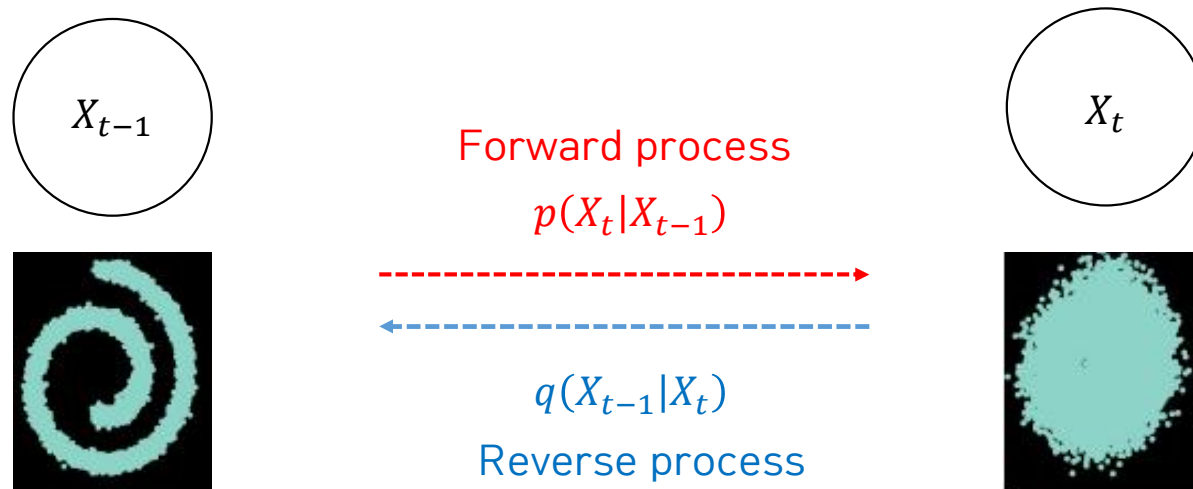 X_{t-1}
X_t
Forward process
p(X_t|X_{t-1})
q(X_{t-1}|X_t)
Reverse process